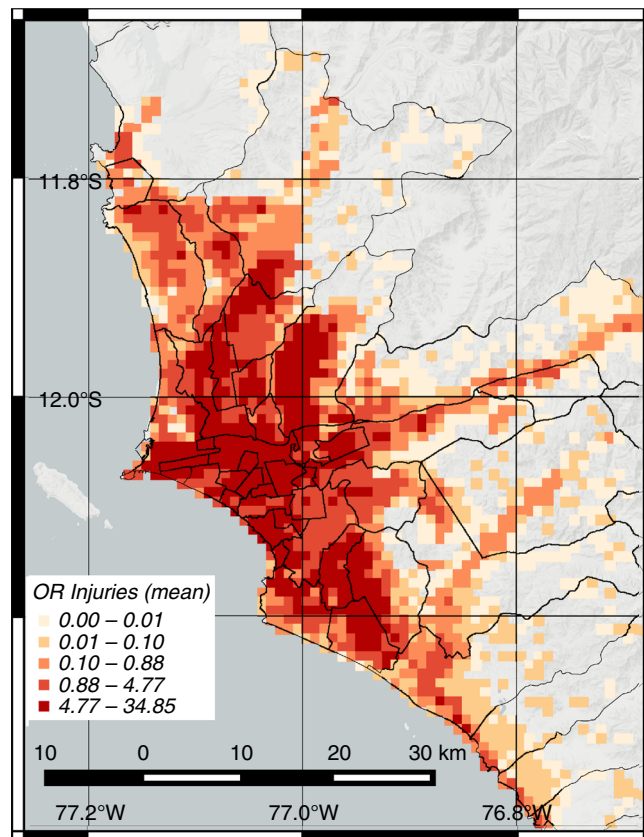 11.8°S
12.0°S
OR Injuries (mean)
0.00 – 0.01
0.01 – 0.10
0.10 – 0.88
0.88 – 4.77
4.77 – 34.85
10 0 10 20 30 km
77.2°W 77.0°W 76.8°W